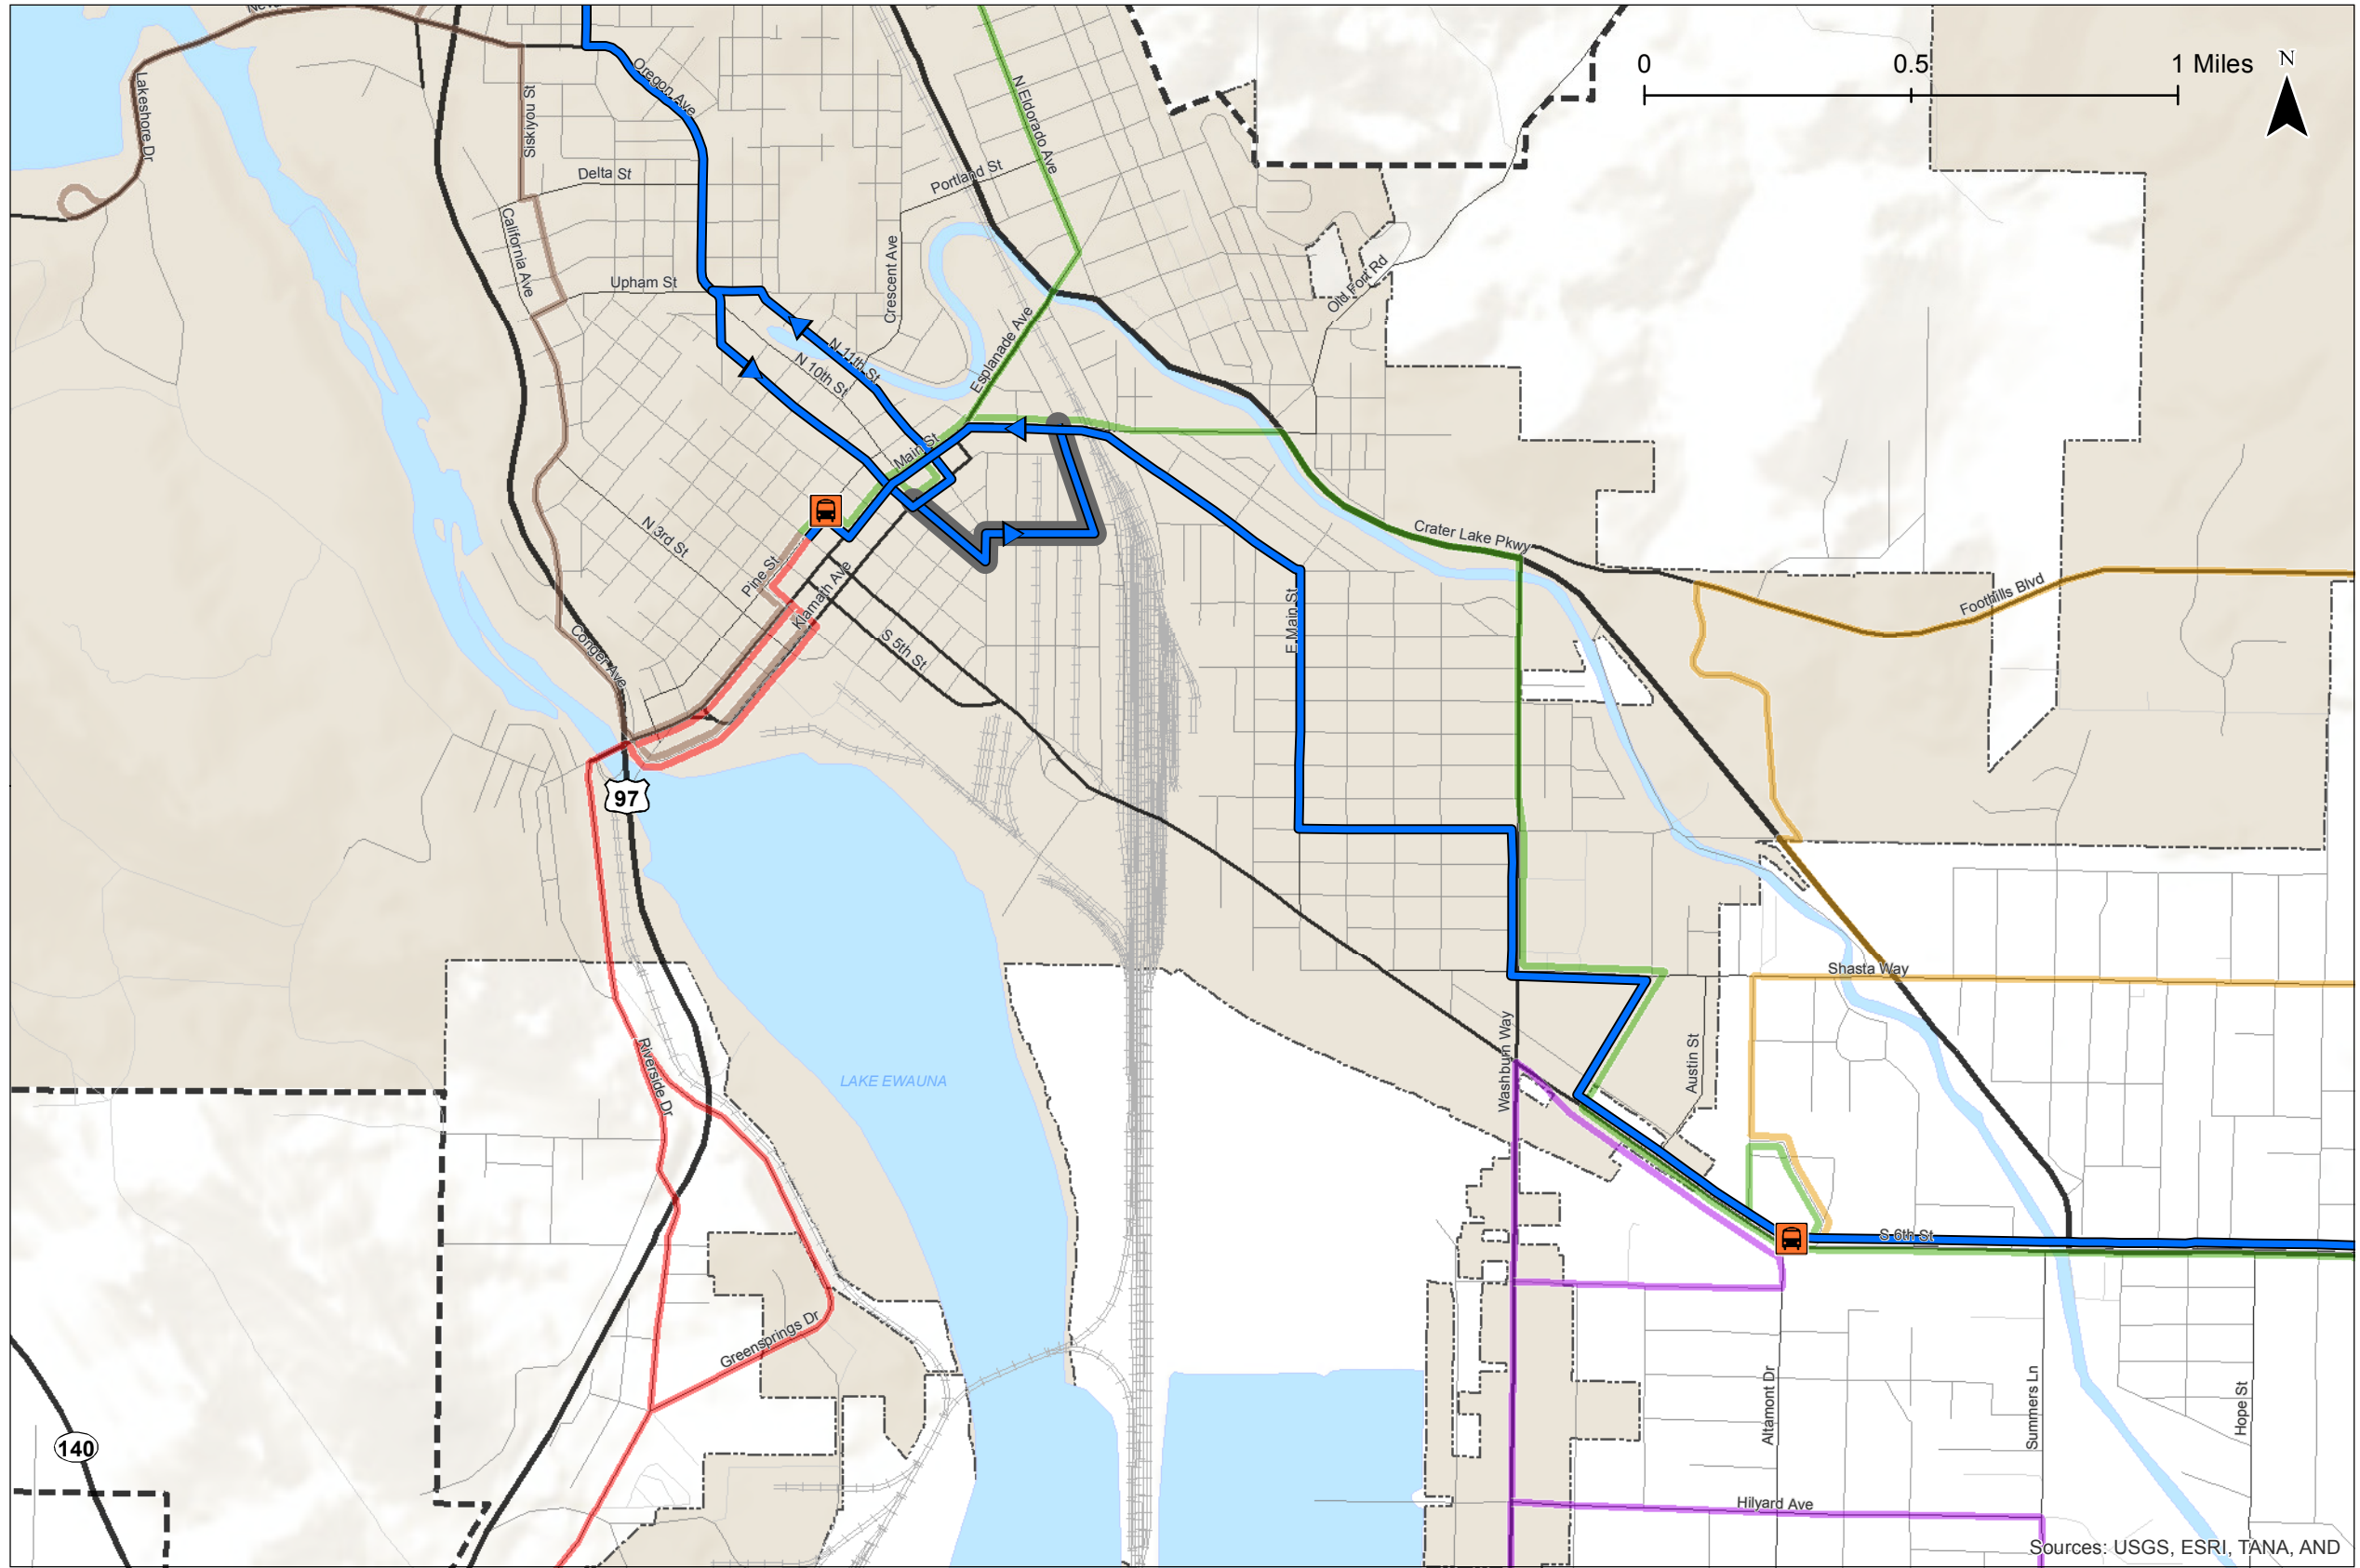 0 0.5 1 Miles
N
Oregon Ave
Lakeshore Dr
Siskiyou St
N Eldorado Ave
Delta St
Portland St
California Ave
Crescent Ave
Upham St
Old Fort Rd
Esplanade Ave
N 11th St
N 10th St
Main St
N 3rd St
Crater Lake Pkwy
Pine St
Klamath Ave
Foothills Blvd
E Main St
S 5th St
Conger Ave
97
Shasta Way
Washburn Way
Austin St
Riverside Dr
LAKE EWAUNA
S 6th St
Greensprings Dr
Altamont Dr
Summers Ln
Hope St
140
Hilyard Ave
Sources: USGS, ESRI, TANA, AND